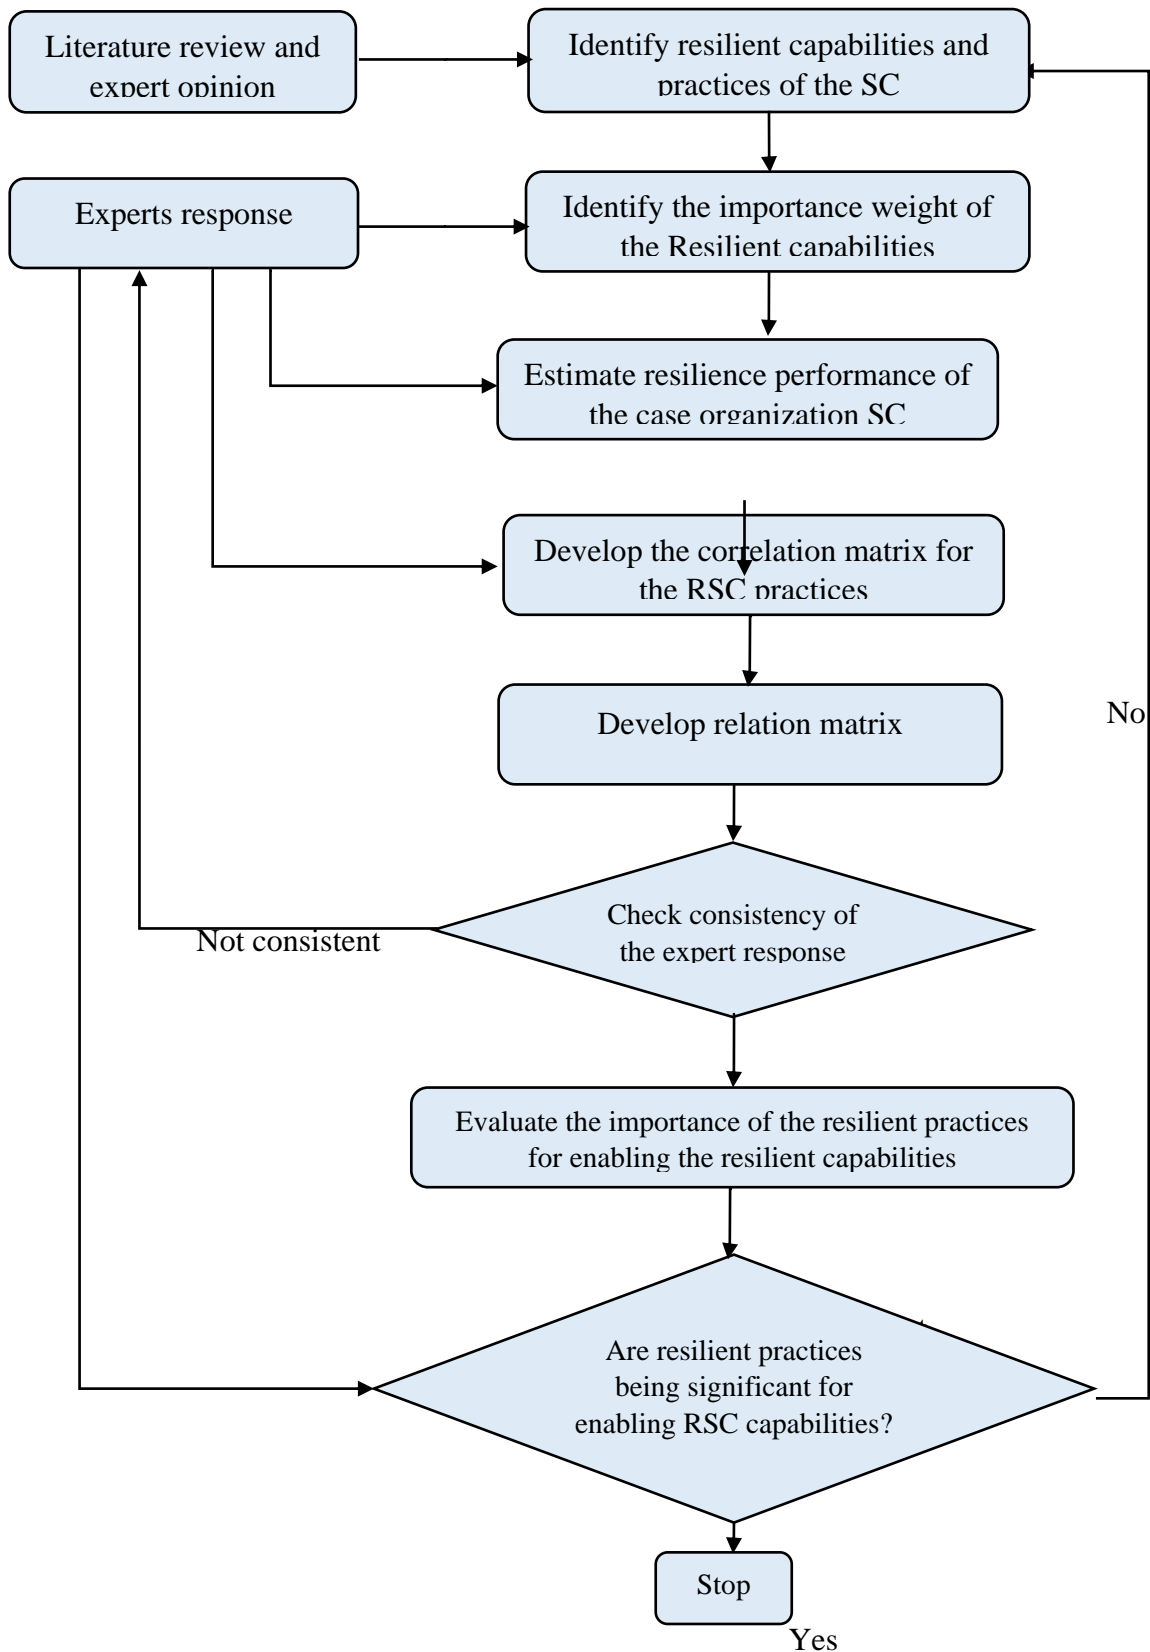 Literature review and
expert opinion
Identify resilient capabilities and
practices of the SC
Experts response
Identify the importance weight of
the Resilient capabilities
Estimate resilience performance of
the case organization SC
Develop the correlation matrix for
the RSC practices
Develop relation matrix
No
Check consistency of
the expert response
Not consistent
Evaluate the importance of the resilient practices
for enabling the resilient capabilities
Are resilient practices
being significant for
enabling RSC capabilities?
Stop
Yes